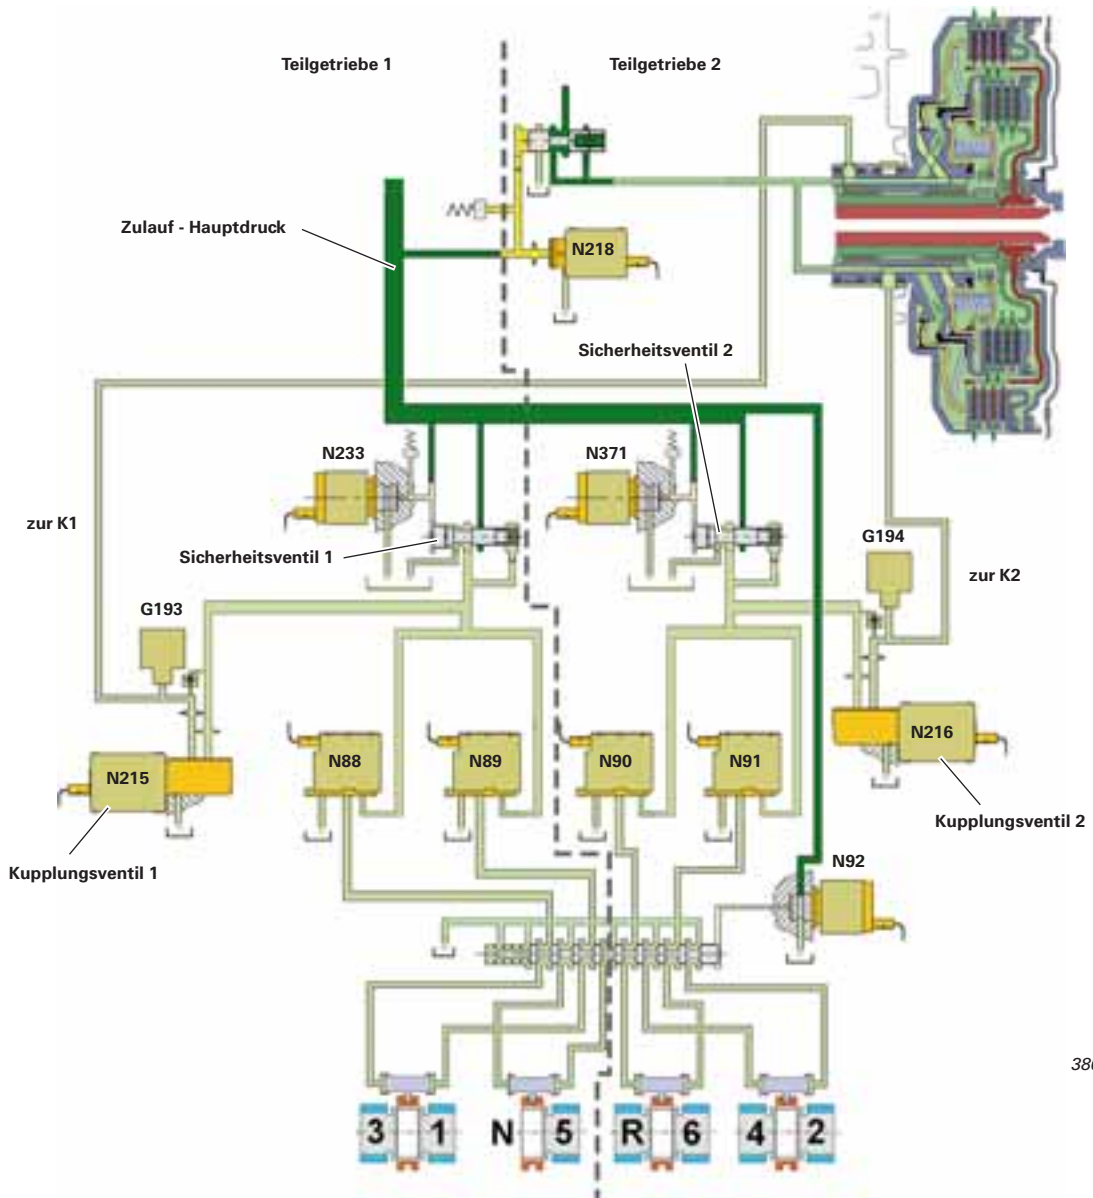 Teilgetriebe 1
Teilgetriebe 2
Zulauf - Hauptdruck
N218
Sicherheitsventil 2
N233
N371
zur K1
Sicherheitsventil 1
G194
zur K2
G193
N88
N89
N90
N91
N216
N215
Kupplungsventil 2
Kupplungsventil 1
N92
3 1 N 5 R 6 4 2